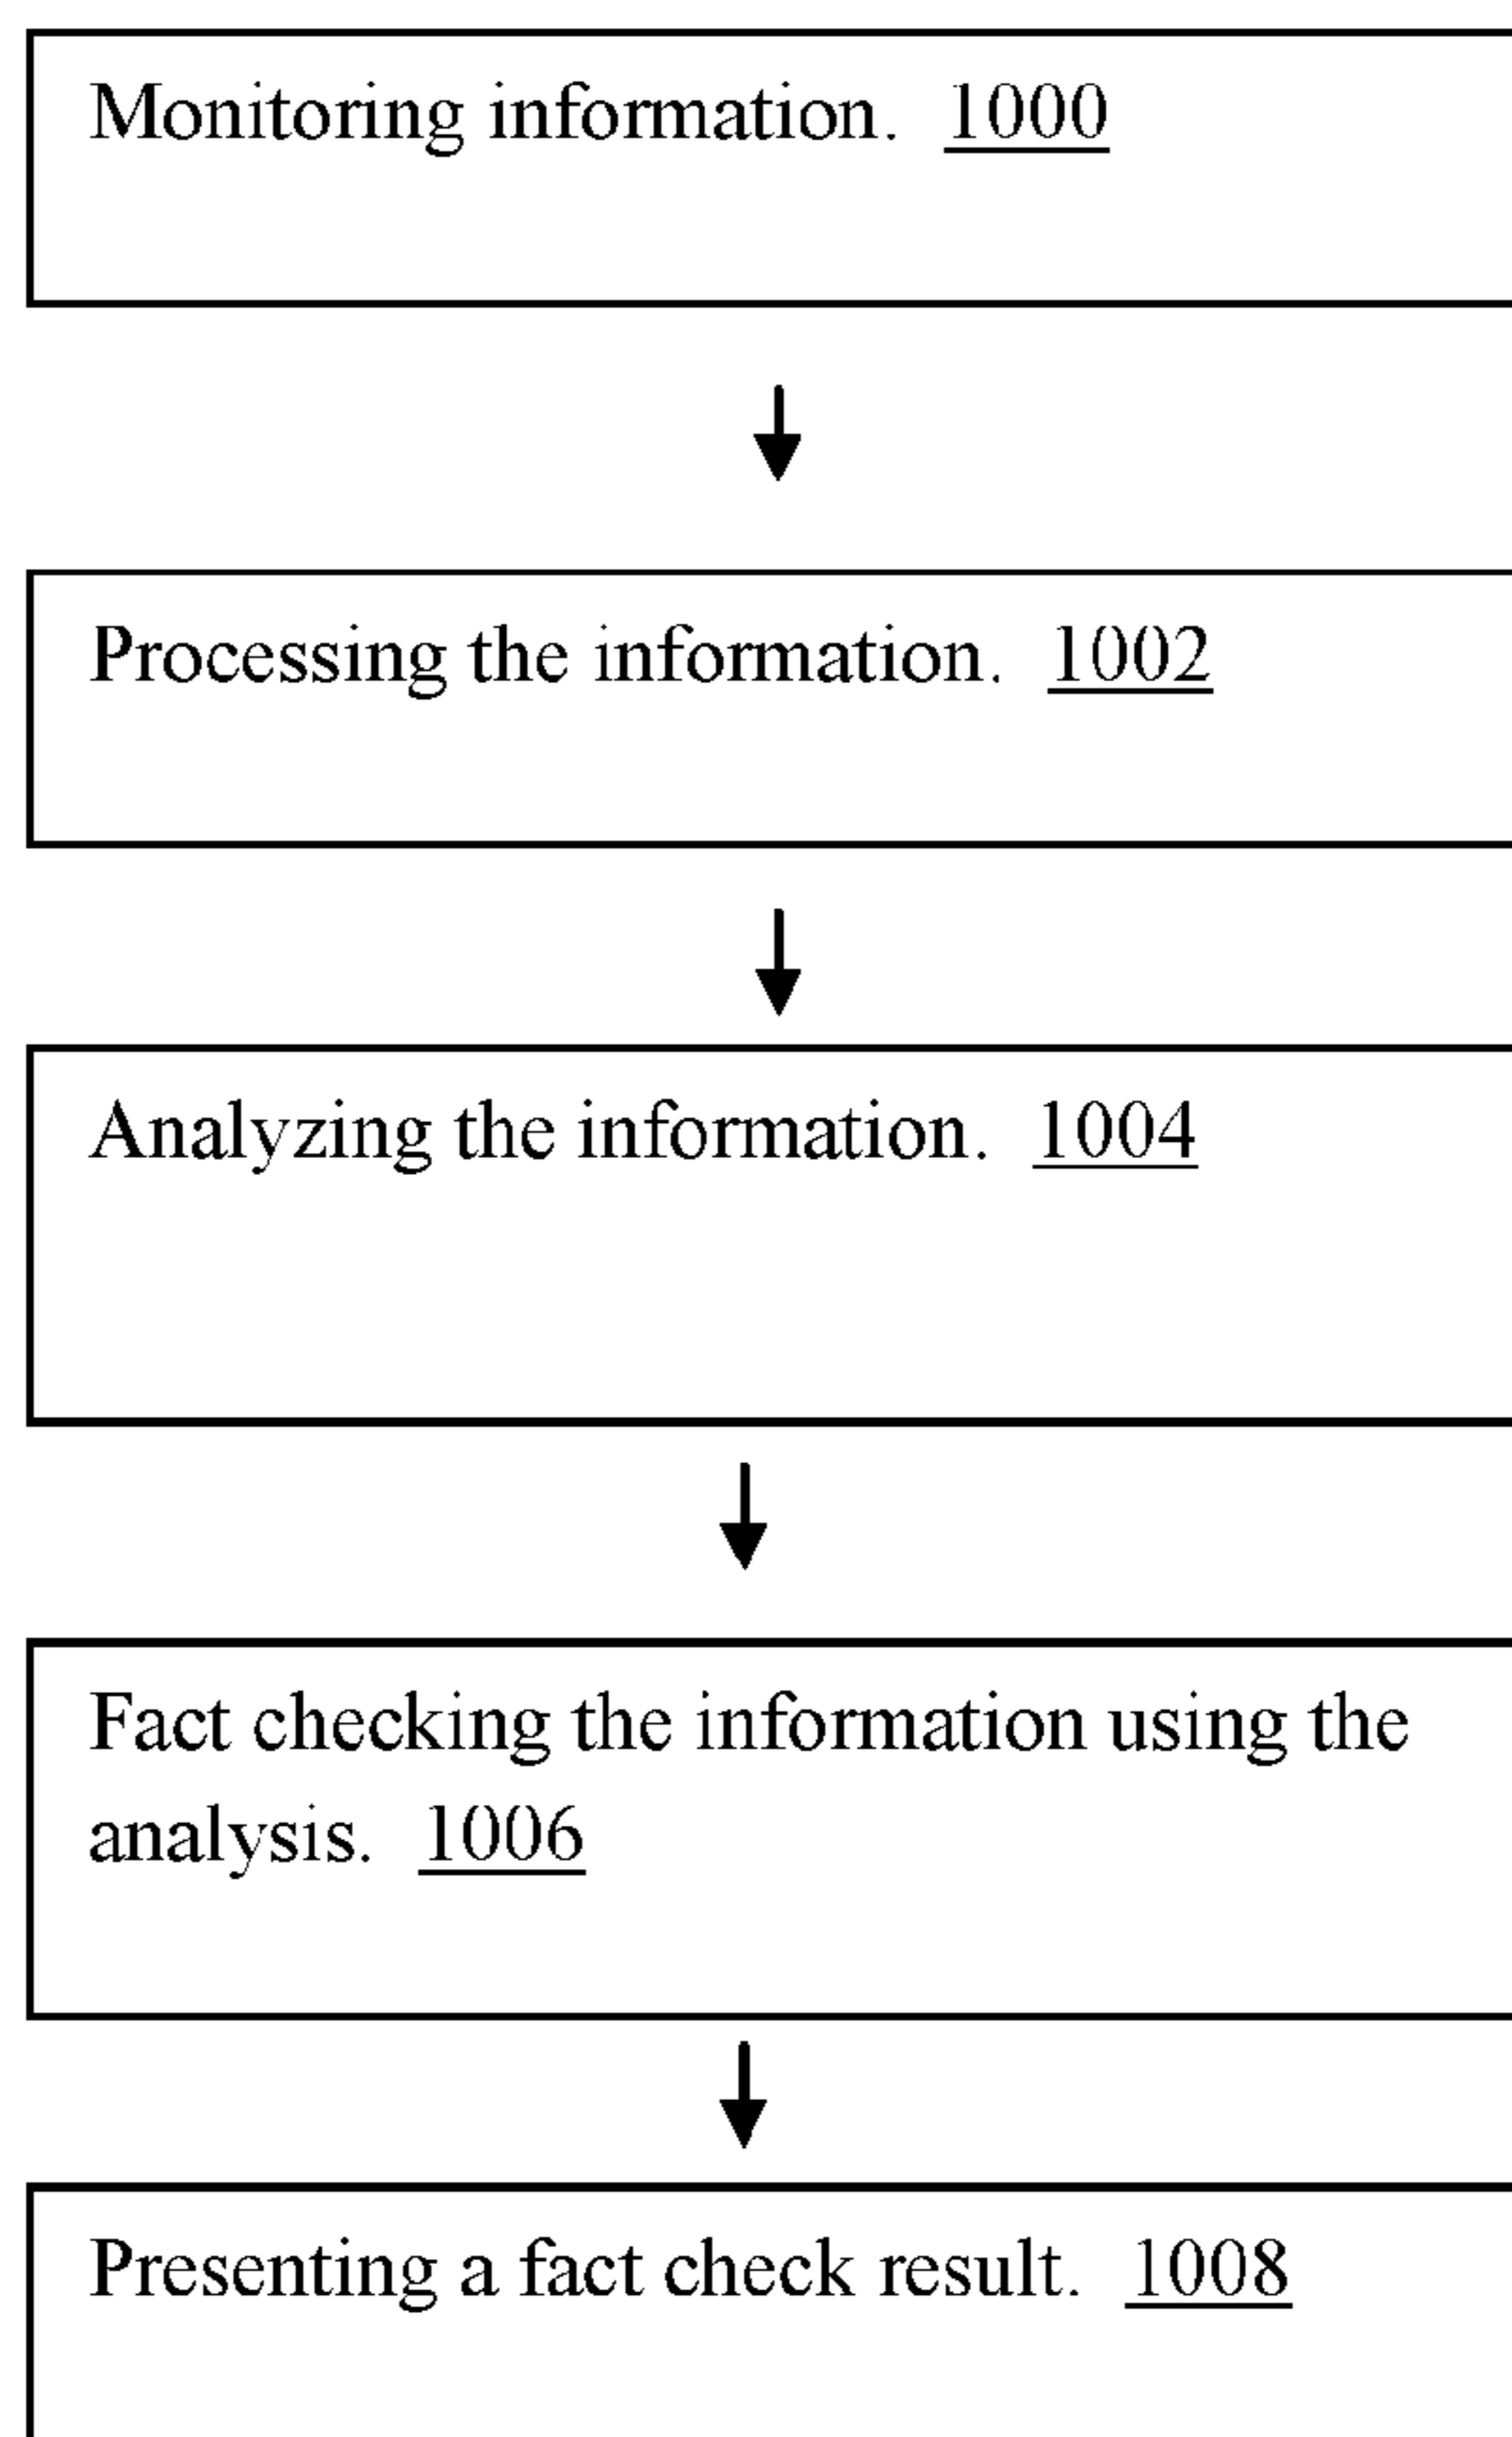 Monitoring information. 1000
Processing the information. 1002
Analyzing the information. 1004
Fact checking the information using the
analysis. 1006
Presenting a fact check result. 1008